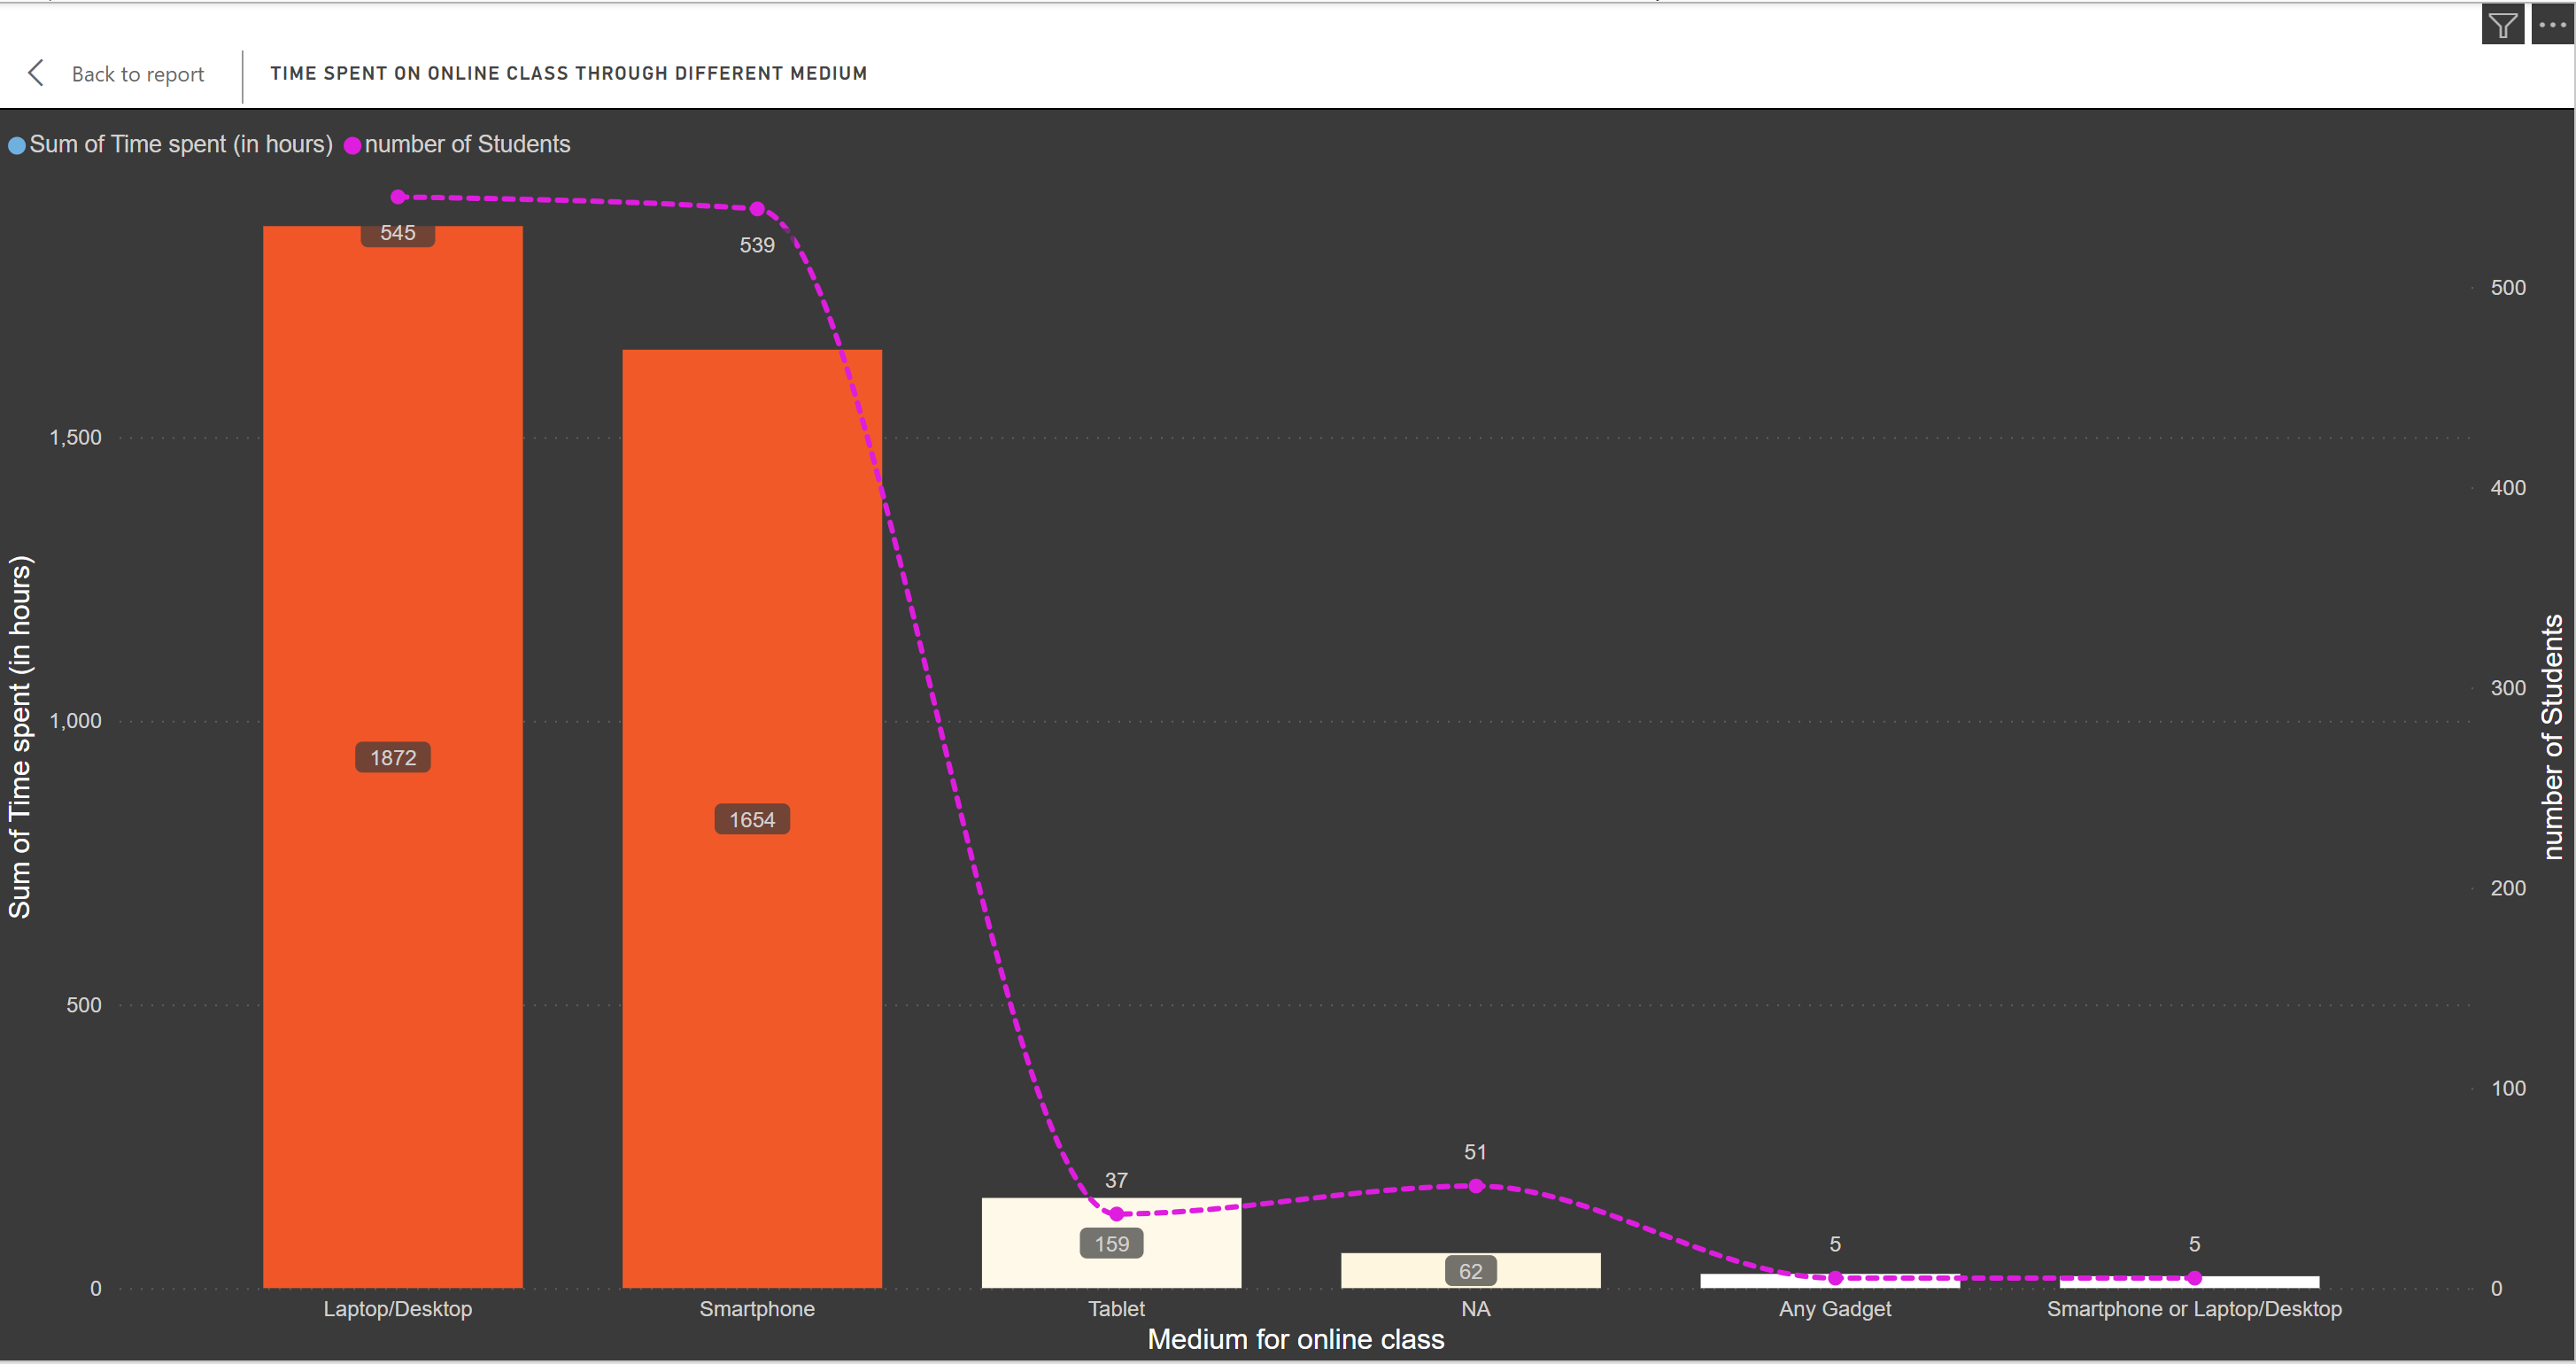 Back to report
TIME SPENT ON ONLINE CLASS THROUGH DIFFERENT MEDIUM
Sum of Time spent (in hours) number of Students
545
539
500
1,500
400
Sum of Time spent (in hours)
1,000
300
number of Students
1872
1654
200
500
100
51
37
159
62
5
5
0
0
Laptop/Desktop Smartphone Tablet NA Any Gadget Smartphone or Laptop/Desktop
Medium for online class